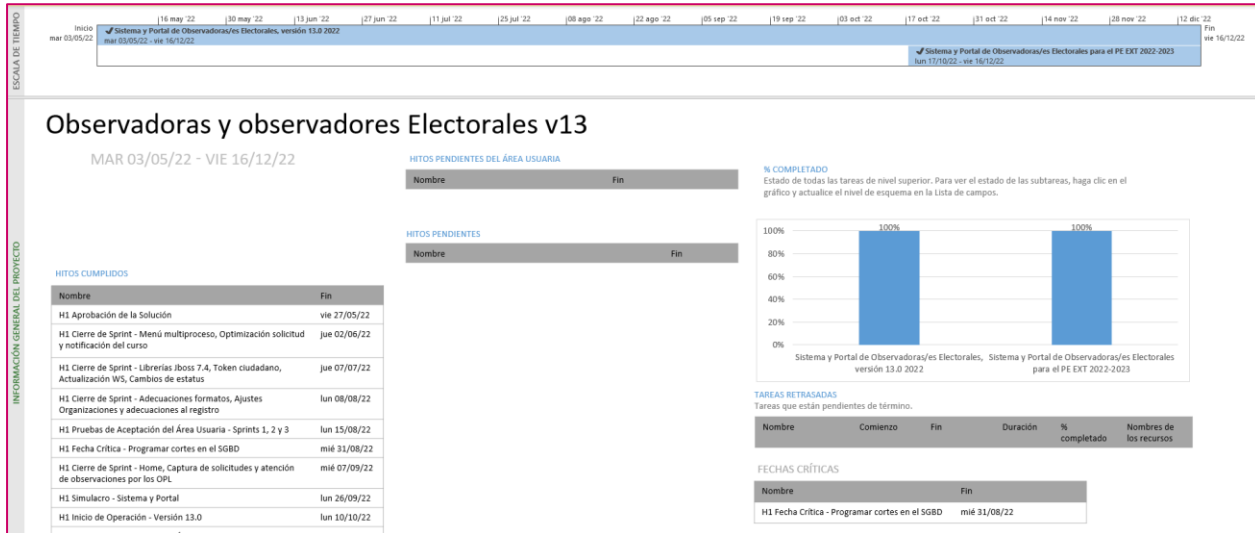 ESCALA DE TIEMPO
|16 may '22 |30 may '22 |13 jun '22 |27 jun '22 |11 jul '22 |25 jul '22 |08 ago '22 |22 ago '22 |05 sep '22 |19 sep '22 |03 oct '22 |17 oct '22 |31 oct '22 |14 nov '22 |28 nov '22 |12 dic '22
Inicio
mar 03/05/22
✓Sistema y Portal de Observadoras/es Electorales, versión 13.0 2022
mar 03/05/22 - vie 16/12/22
Fin
vie 16/12/22
✓Sistema y Portal de Observadoras/es Electorales para el PE EXT 2022-2023
lun 17/10/22 - vie 16/12/22
INFORMACIÓN GENERAL DEL PROYECTO
Observadoras y observadores Electorales v13
MAR 03/05/22 - VIE 16/12/22
HITOS CUMPLIDOS
Nombre Fin
H1 Aprobación de la Solución vie 27/05/22
H1 Cierre de Sprint - Menú multiproceso, Optimización solicitud jue 02/06/22
y notificación del curso
H1 Cierre de Sprint - Librerías Jboss 7.4, Token ciudadano, jue 07/07/22
Actualización WS, Cambios de estatus
H1 Cierre de Sprint - Adecuaciones formatos, Ajustes lun 08/08/22
Organizaciones y adecuaciones al registro
H1 Pruebas de Aceptación del Área Usuaria - Sprints 1, 2 y 3 lun 15/08/22
H1 Fecha Crítica - Programar cortes en el SGBD mié 31/08/22
H1 Cierre de Sprint - Home, Captura de solicitudes y atención mié 07/09/22
de observaciones por los OPL
H1 Simulacro - Sistema y Portal lun 26/09/22
H1 Inicio de Operación - Versión 13.0 lun 10/10/22
HITOS PENDIENTES DEL ÁREA USUARIA
Nombre Fin
HITOS PENDIENTES
Nombre Fin
% COMPLETADO
Estado de todas las tareas de nivel superior. Para ver el estado de las subtareas, haga clic en el
gráfico y actualice el nivel de esquema en la Lista de campos.
100% 100%
100%
80%
60%
40%
20%
0%
Sistema y Portal de Observadoras/es Electorales,
versión 13.0 2022
Sistema y Portal de Observadoras/es Electorales
para el PE EXT 2022-2023
TAREAS RETRASADAS
Tareas que están pendientes de término.
Nombre Comienzo Fin Duración % completado Nombres de los recursos
FECHAS CRÍTICAS
Nombre Fin
H1 Fecha Crítica - Programar cortes en el SGBD mié 31/08/22